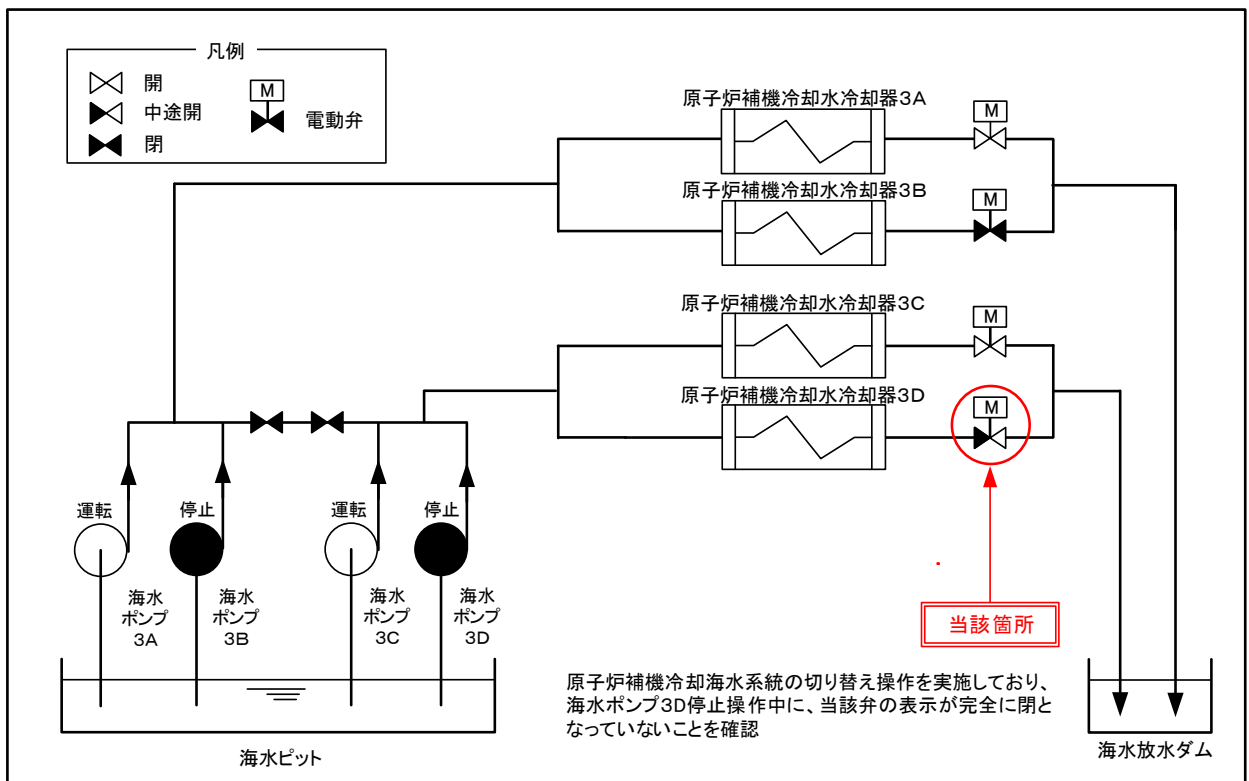 凡例
開
中途開
閉
M
電動弁
原子炉補機冷却水冷却器3A
M
原子炉補機冷却水冷却器3B
M
原子炉補機冷却水冷却器3C
M
原子炉補機冷却水冷却器3D
M
運転
停止
運転
停止
海水
ポンプ
3A
海水
ポンプ
3B
海水
ポンプ
3C
海水
ポンプ
3D
当該箇所
原子炉補機冷却海水系統の切り替え操作を実施しており、
海水ポンプ3D停止操作中に、当該弁の表示が完全に閉と
なっていないことを確認
海水ピット
海水放水ダム